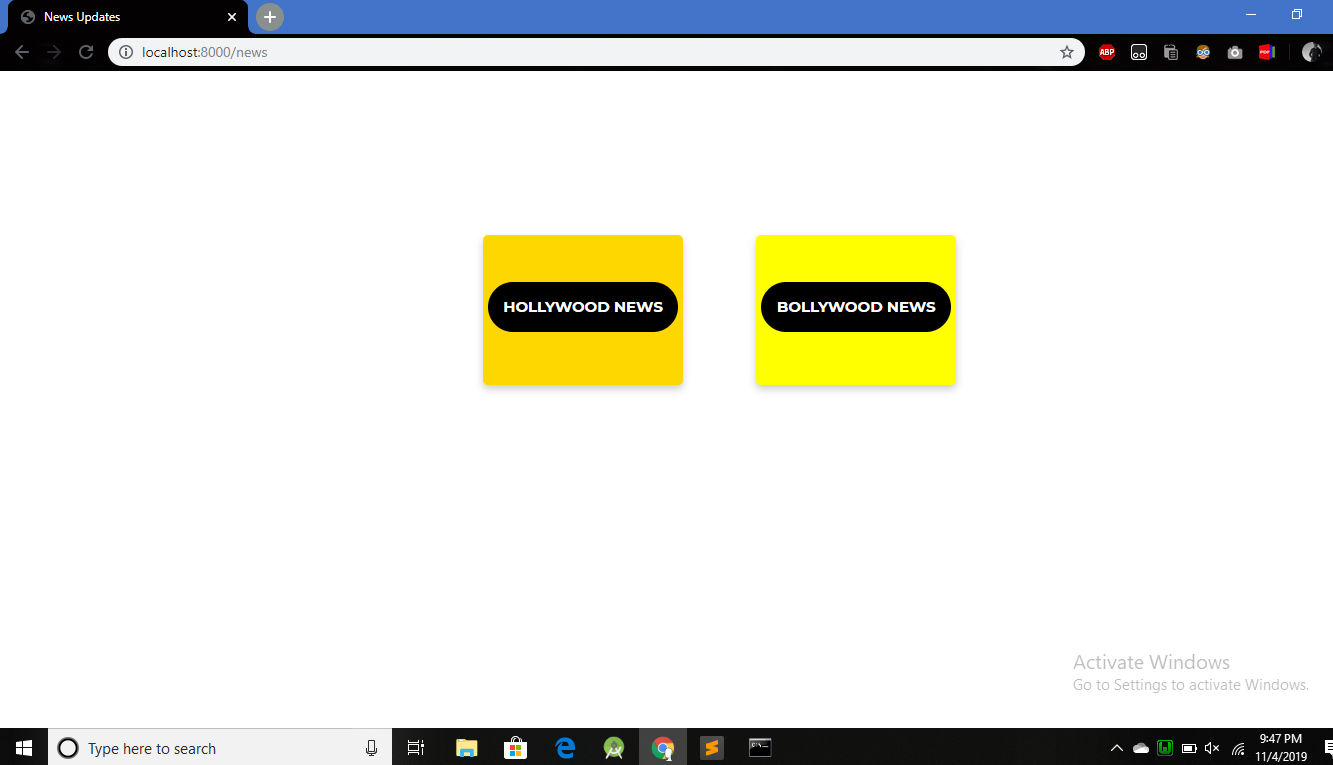 News Updates
localhost:8000/news
ABP
PDF
HOLLYWOOD NEWS
BOLLYWOOD NEWS
Activate Windows
Go to Settings to activate Windows.
Type here to search
9:47 PM
11/4/2019